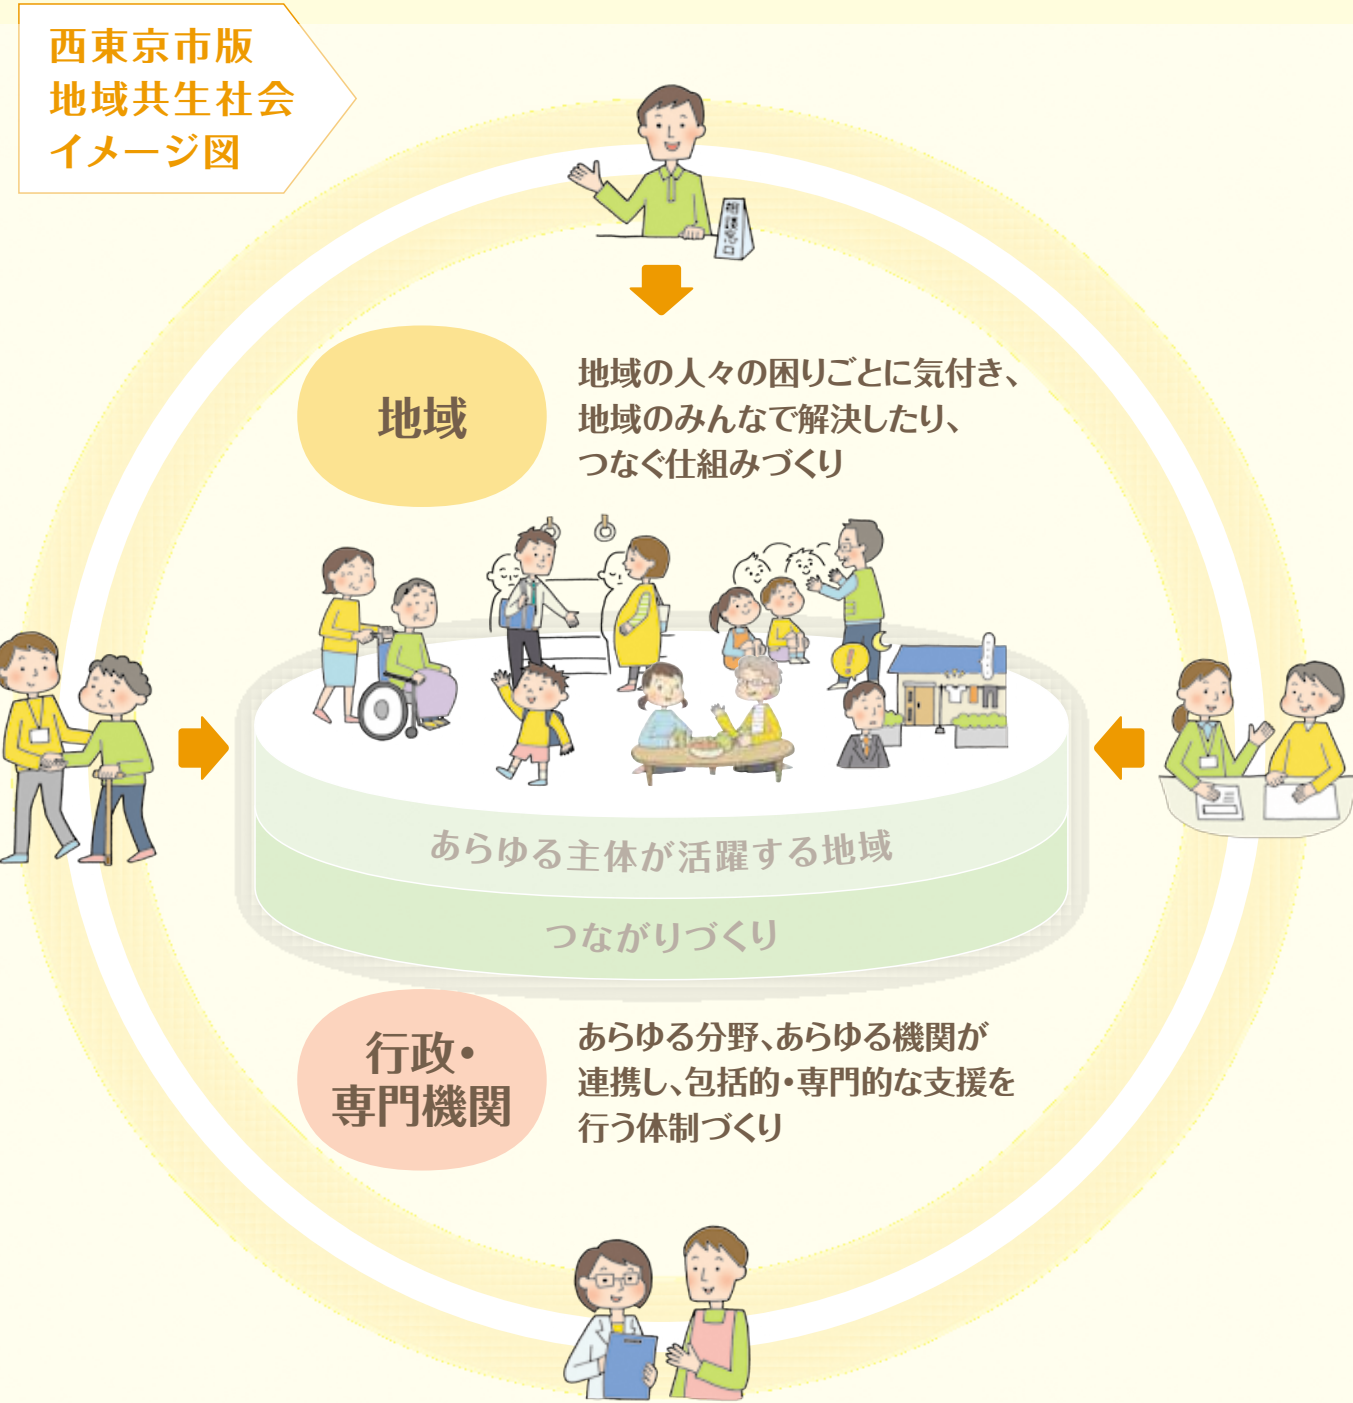 西東京市版
地域共生社会
イメージ図
相談窓口
地域
地域の人々の困りごとに気付き、
地域のみんなで解決したり、
つなぐ仕組みづくり
あらゆる主体が活躍する地域
つながりづくり
行政・
専門機関
あらゆる分野、あらゆる機関が
連携し、包括的・専門的な支援を
行う体制づくり